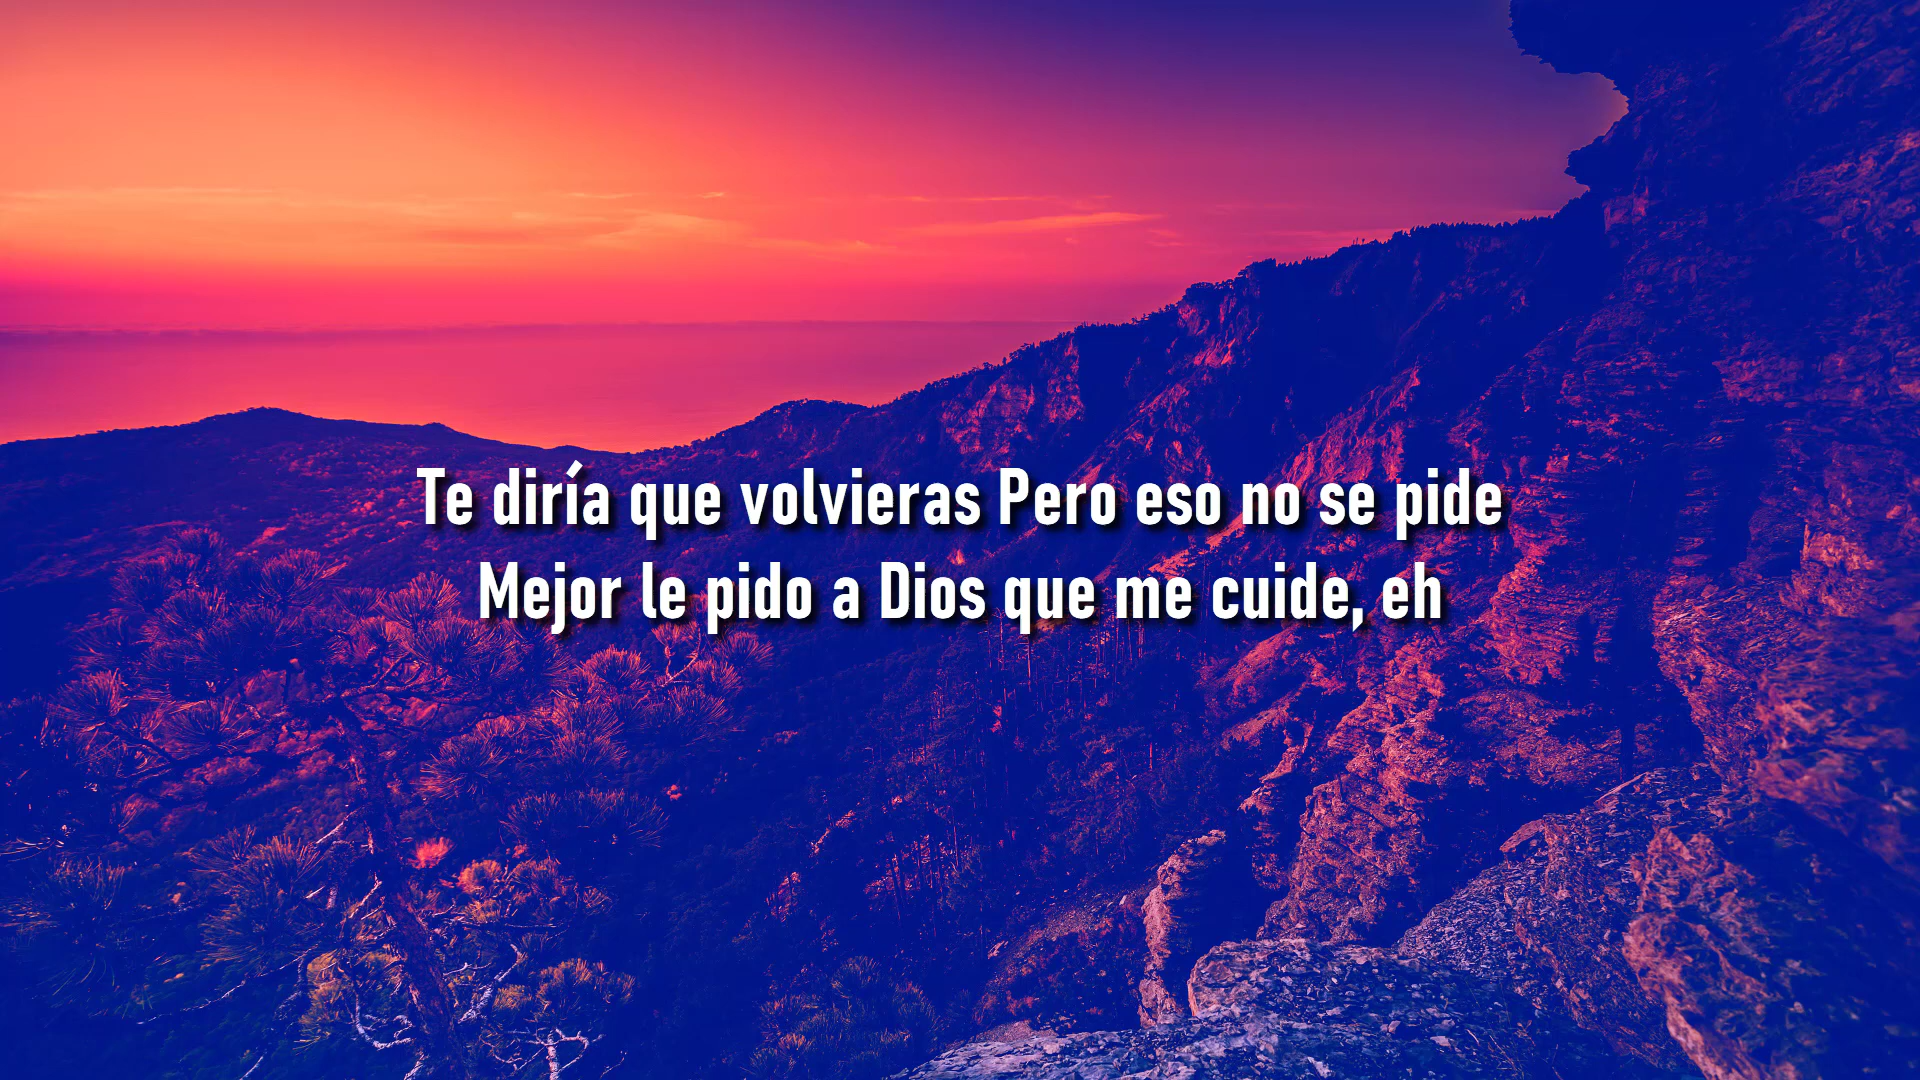 Te diría que volvieras Pero eso no se pide
Mejor le pido a Dios que me cuide, eh